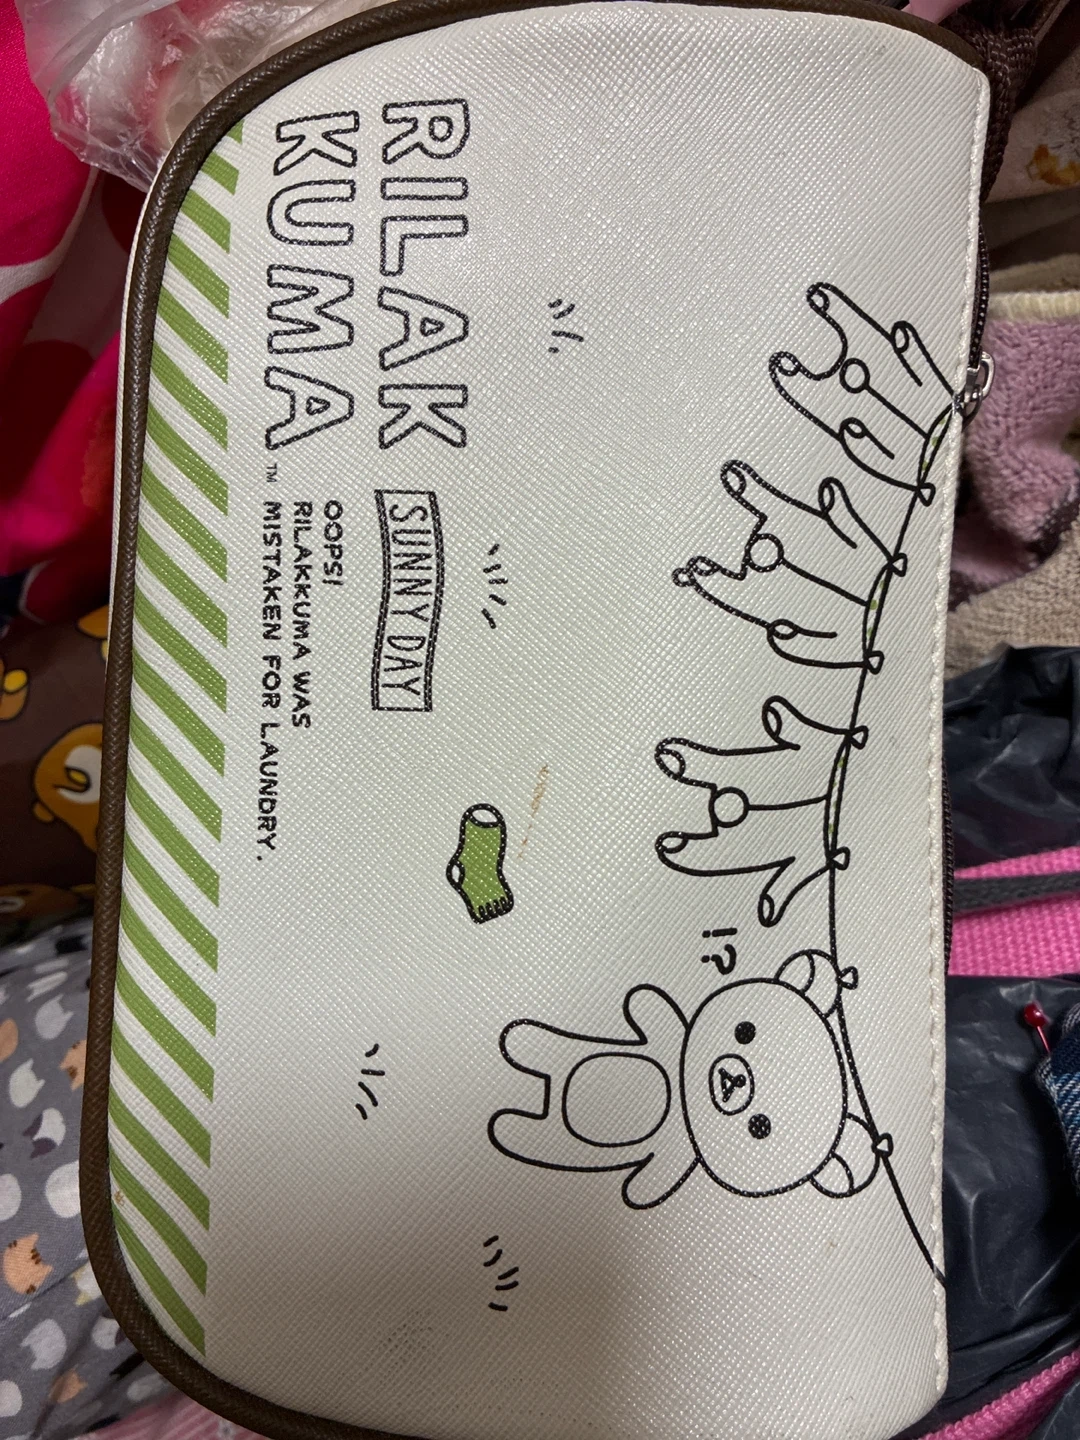 RILAK
KUMA™
SUNNY DAY
OOPS!
RILAKKUMA WAS
MISTAKEN FOR LAUNDRY.
!?